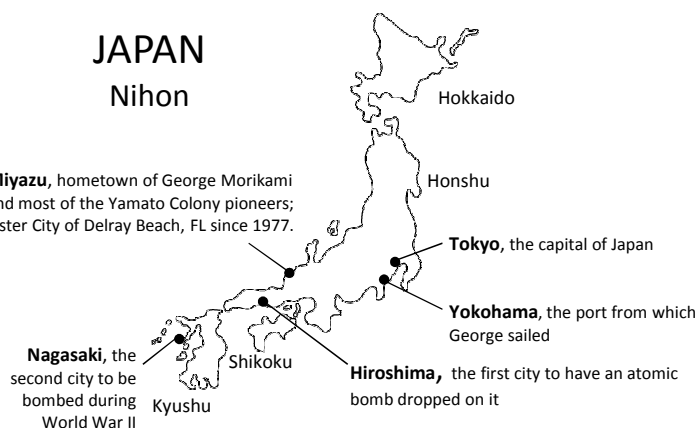 JAPAN
Nihon
Hokkaido
Honshu
Miyazu, hometown of George Morikami
and most of the Yamato Colony pioneers;
Sister City of Delray Beach, FL since 1977.
Tokyo, the capital of Japan
Yokohama, the port from which
George sailed
Shikoku
Hiroshima, the first city to have an atomic
bomb dropped on it
Nagasaki, the
second city to be
bombed during
World War II
Kyushu